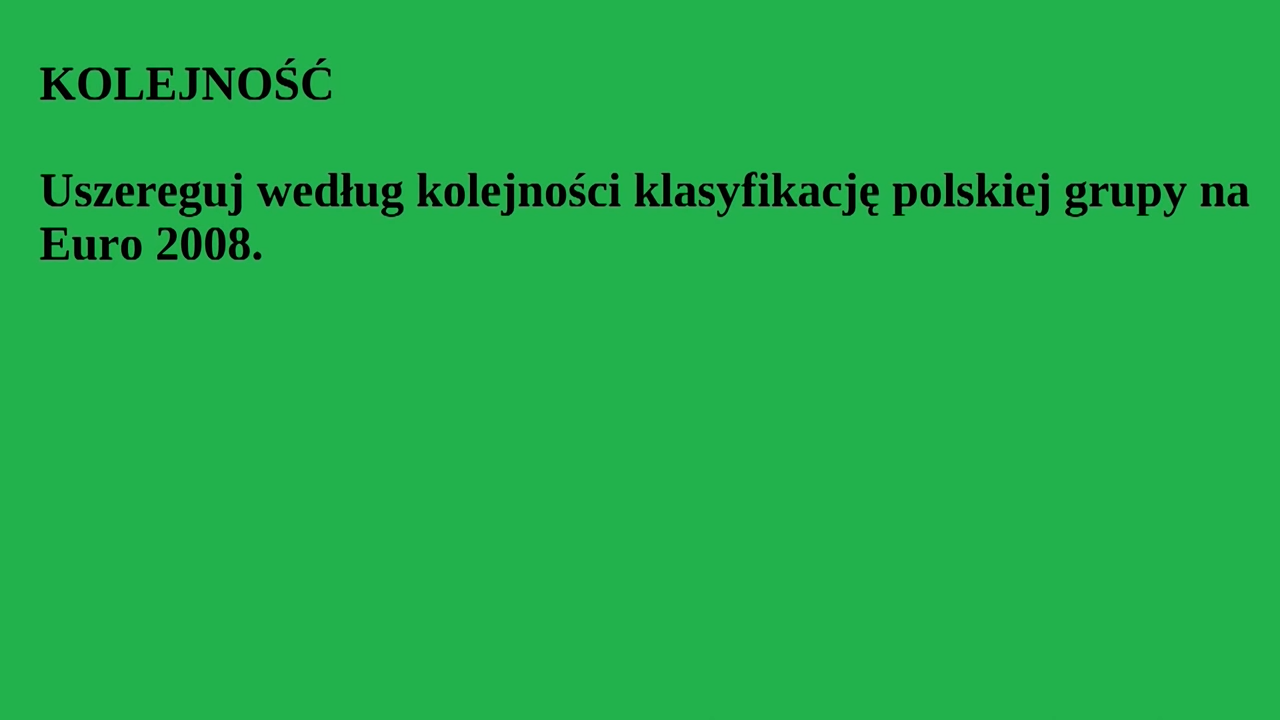 KOLEJNOŚĆ
Uszereguj według kolejności klasyfikację polskiej grupy na
Euro 2008.